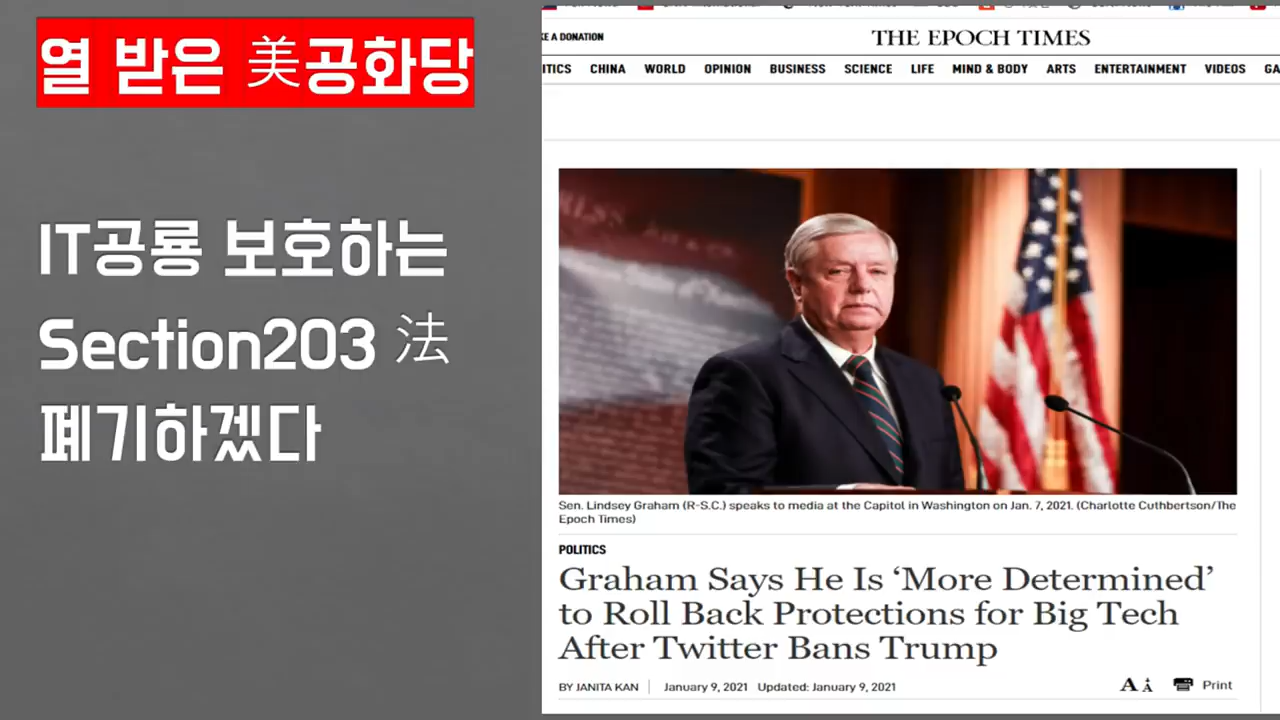 열 받은 美공화당
IT공룡 보호하는
Section203 法
폐기하겠다
KE A DONATION
THE EPOCH TIMES
ITICS CHINA WORLD OPINION BUSINESS SCIENCE LIFE MIND & BODY ARTS ENTERTAINMENT VIDEOS GA
Sen. Lindsey Graham (R-S.C.) speaks to media at the Capitol in Washington on Jan. 7, 2021. (Charlotte Cuthbertson/The
Epoch Times)
POLITICS
Graham Says He Is ‘More Determined’
to Roll Back Protections for Big Tech
After Twitter Bans Trump
BY JANITA KAN January 9, 2021 Updated: January 9, 2021 Print